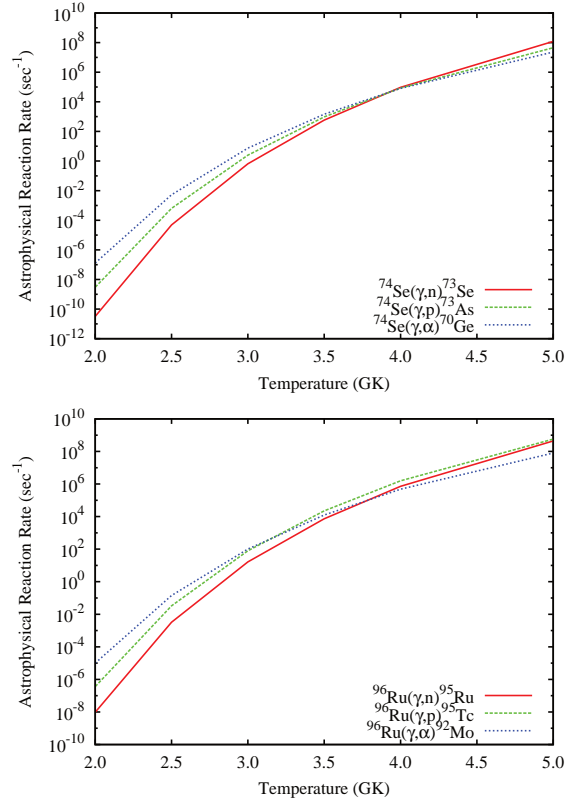 10^10
10^8
10^6
10^4
10^2
10^0
10^-2
10^-4
10^-6
10^-8
10^-10
10^-12
Astrophysical Reaction Rate (sec^-1)
74Se(γ,n)73Se
74Se(γ,p)73As
74Se(γ,α)70Ge
2.0 2.5 3.0 3.5 4.0 4.5 5.0
Temperature (GK)
10^10
10^8
10^6
10^4
10^2
10^0
10^-2
10^-4
10^-6
10^-8
10^-10
Astrophysical Reaction Rate (sec^-1)
96Ru(γ,n)95Ru
96Ru(γ,p)95Tc
96Ru(γ,α)92Mo
2.0 2.5 3.0 3.5 4.0 4.5 5.0
Temperature (GK)